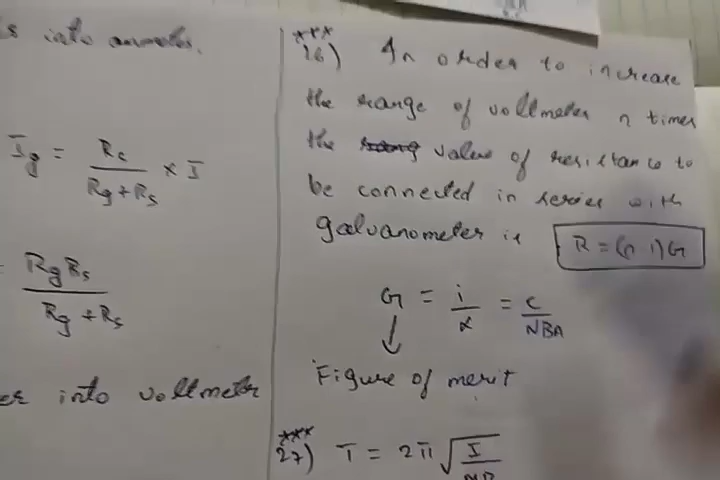 s into ammeter.
Ig = Rs / Rg + Rs × I
= Rg Rs / Rg + Rs
er into voltmeter
***
26) In order to increase
the range of voltmeter n times
the value of resistance to
be connected in series with
galvanometer is R = (n 1)G
G = i / α = C / NBA
Figure of merit
***
27) T = 2π √ I /